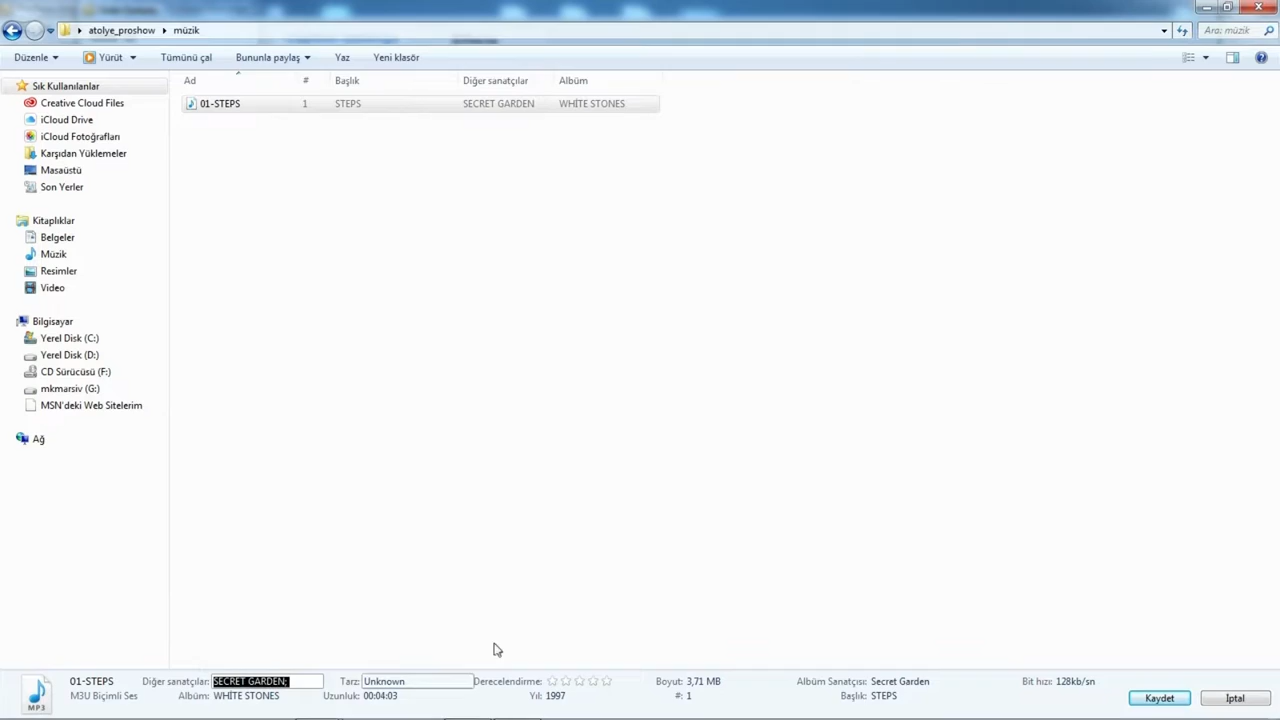 atolye_proshow müzik
Ara: müzik
Düzenle Yürüt Tümünü çal Bununla paylaş Yaz Yeni klasör
Ad # Başlık Diğer sanatçılar Albüm
01-STEPS 1 STEPS SECRET GARDEN WHİTE STONES
Sık Kullanılanlar
Creative Cloud Files
iCloud Drive
iCloud Fotoğrafları
Karşıdan Yüklemeler
Masaüstü
Son Yerler
Kitaplıklar
Belgeler
Müzik
Resimler
Video
Bilgisayar
Yerel Disk (C:)
Yerel Disk (D:)
CD Sürücüsü (F:)
mkmarsiv (G:)
MSN'deki Web Sitelerim
Ağ
01-STEPS Diğer sanatçılar: SECRET GARDEN; Tarz: Unknown Derecelendirme: Boyut: 3,71 MB Albüm Sanatçısı: Secret Garden Bit hızı: 128kb/sn
M3U Biçimli Ses Albüm: WHİTE STONES Uzunluk: 00:04:03 Yıl: 1997 #: 1 Başlık: STEPS
MP3
Kaydet İptal